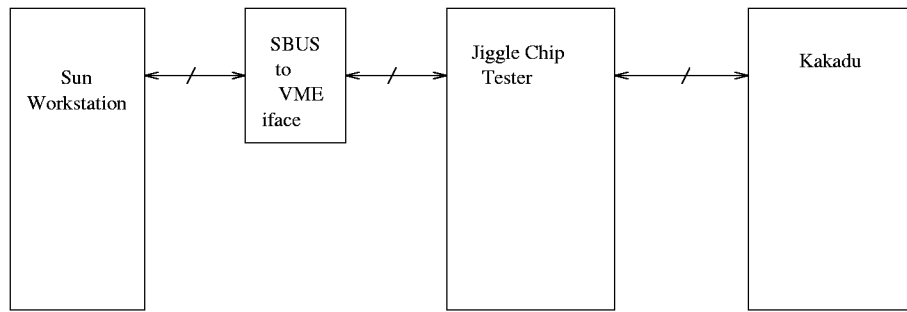 Sun
Workstation
SBUS
to
VME
iface
Jiggle Chip
Tester
Kakadu